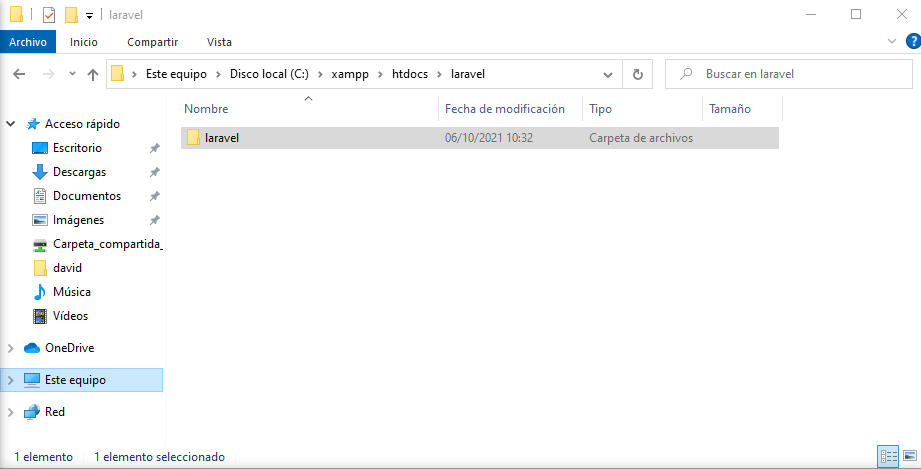 laravel
Archivo Inicio Compartir Vista
Este equipo Disco local (C:) xampp htdocs laravel Buscar en laravel
Nombre Fecha de modificación Tipo Tamaño
laravel 06/10/2021 10:32 Carpeta de archivos
Acceso rápido
Escritorio
Descargas
Documentos
Imágenes
Carpeta_compartida_
david
Música
Vídeos
OneDrive
Este equipo
Red
1 elemento 1 elemento seleccionado